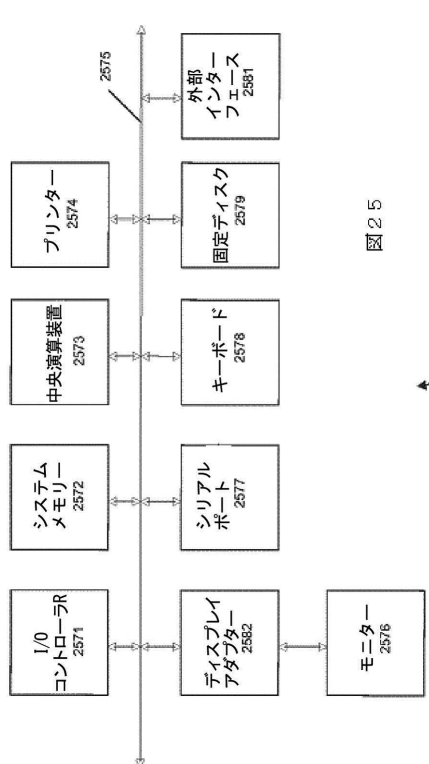 I/O
コントローラR
2571
システム
メモリー
2572
中央演算装置
2573
プリンター
2574
2575
ディスプレイ
アダプター
2582
シリアル
ポート
2577
キーボード
2578
固定ディスク
2579
外部
インター
フェース
2581
モニター
2576
図25